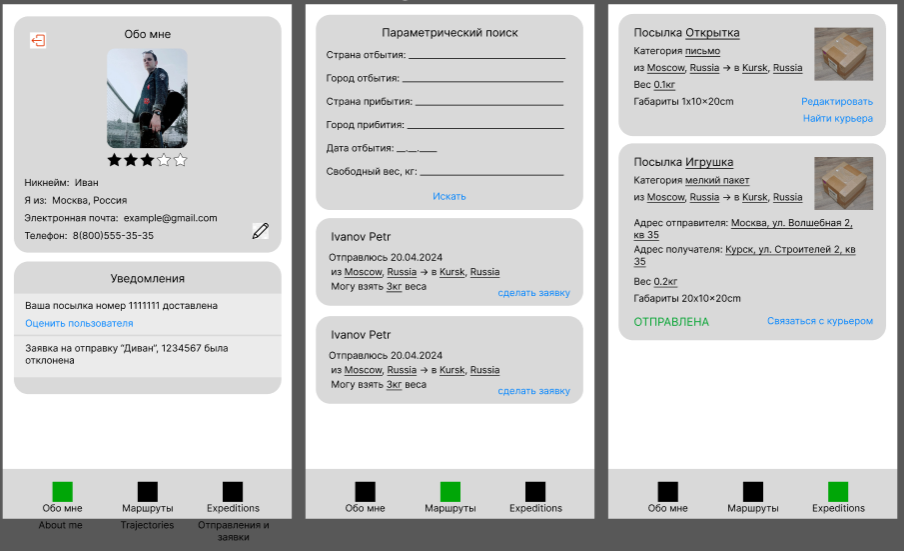 Обо мне
Никнейм: Иван
Я из: Москва, Россия
Электронная почта: example@gmail.com
Телефон: 8(800)555-35-35
Уведомления
Ваша посылка номер 1111111 доставлена
Оценить пользователя
Заявка на отправку "Диван", 1234567 была
отклонена
Обо мне
Маршруты
Expeditions
About me
Trajectories
Отправления и
заявки
Параметрический поиск
Страна отбытия:
Город отбытия:
Страна прибытия:
Город прибития:
Дата отбытия: __.__.____
Свободный вес, кг:
Искать
Ivanov Petr
Отправлюсь 20.04.2024
из Moscow, Russia → в Kursk, Russia
Могу взять 3кг веса
сделать заявку
Ivanov Petr
Отправлюсь 20.04.2024
из Moscow, Russia → в Kursk, Russia
Могу взять 3кг веса
сделать заявку
Обо мне
Маршруты
Expeditions
Посылка Открытка
Категория письмо
из Moscow, Russia → в Kursk, Russia
Вес 0.1кг
Габариты 1x10×20cm
Редактировать
Найти курьера
Посылка Игрушка
Категория мелкий пакет
из Moscow, Russia → в Kursk, Russia
Адрес отправителя: Москва, ул. Волшебная 2,
кв 35
Адрес получателя: Курск, ул. Строителей 2, кв
35
Вес 0.2кг
Габариты 20x10×20cm
ОТПРАВЛЕНА
Связаться с курьером
Обо мне
Маршруты
Expeditions